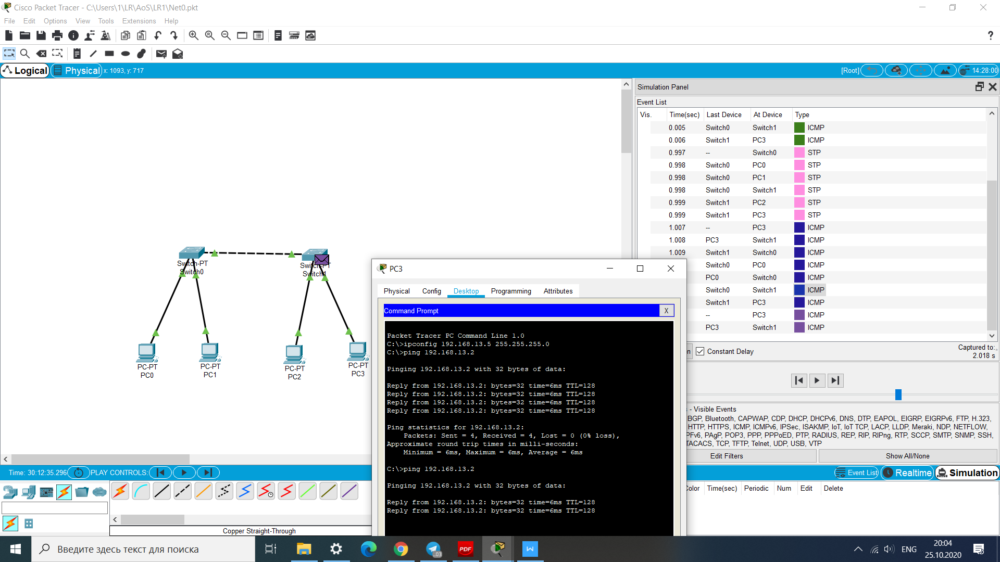 Cisco Packet Tracer - C:\Users\1\LR\AoS\LR1\Net0.pkt
File Edit Options View Tools Extensions Help
?
Logical Physical x: 1093, y: 717
[Root] 14:28:00
Simulation Panel
Event List
Vis. Time(sec) Last Device At Device Type
0.005 Switch0 Switch1 ICMP
0.006 Switch1 PC3 ICMP
0.997 -- Switch0 STP
0.998 Switch0 PC0 STP
0.998 Switch0 PC1 STP
0.998 Switch0 Switch1 STP
0.999 Switch1 PC2 STP
0.999 Switch1 PC3 STP
1.007 -- PC3 ICMP
1.008 PC3 Switch1 ICMP
1.009 Switch1 Switch0 ICMP
Switch0 PC0 ICMP
PC0 Switch0 ICMP
Switch0 Switch1 ICMP
Switch1 PC3 ICMP
-- PC3 ICMP
PC3 Switch1 ICMP
n Constant Delay
Captured to:
2.018 s
- Visible Events
BGP, Bluetooth, CAPWAP, CDP, DHCP, DHCPv6, DNS, DTP, EAPOL, EIGRP, EIGRPv6, FTP, H.323,
HTTP, HTTPS, ICMP, ICMPv6, IPSec, ISAKMP, IoT, IoT TCP, LACP, LLDP, Meraki, NDP, NETFLOW,
PFv6, PAgP, POP3, PPP, PPPoED, PTP, RADIUS, REP, RIP, RIPng, RTP, SCCP, SMTP, SNMP, SSH,
TACACS, TCP, TFTP, Telnet, UDP, USB, VTP
Edit Filters Show All/None
Event List Realtime Simulation
Color Time(sec) Periodic Num Edit Delete
Switch-PT
Switch0
Switch-PT
Switch1
PC-PT
PC0
PC-PT
PC1
PC-PT
PC2
PC-PT
PC3
PC3
Physical Config Desktop Programming Attributes
Command Prompt X
Packet Tracer PC Command Line 1.0
C:\>ipconfig 192.168.13.5 255.255.255.0
C:\>ping 192.168.13.2
Pinging 192.168.13.2 with 32 bytes of data:
Reply from 192.168.13.2: bytes=32 time=6ms TTL=128
Reply from 192.168.13.2: bytes=32 time=6ms TTL=128
Reply from 192.168.13.2: bytes=32 time=6ms TTL=128
Reply from 192.168.13.2: bytes=32 time=6ms TTL=128
Ping statistics for 192.168.13.2:
Packets: Sent = 4, Received = 4, Lost = 0 (0% loss),
Approximate round trip times in milli-seconds:
Minimum = 6ms, Maximum = 6ms, Average = 6ms
C:\>ping 192.168.13.2
Pinging 192.168.13.2 with 32 bytes of data:
Reply from 192.168.13.2: bytes=32 time=6ms TTL=128
Reply from 192.168.13.2: bytes=32 time=6ms TTL=128
Time: 30:12:35.296 PLAY CONTROLS:
Copper Straight-Through
Введите здесь текст для поиска
..03
PDF
W
ENG
20:04
25.10.2020